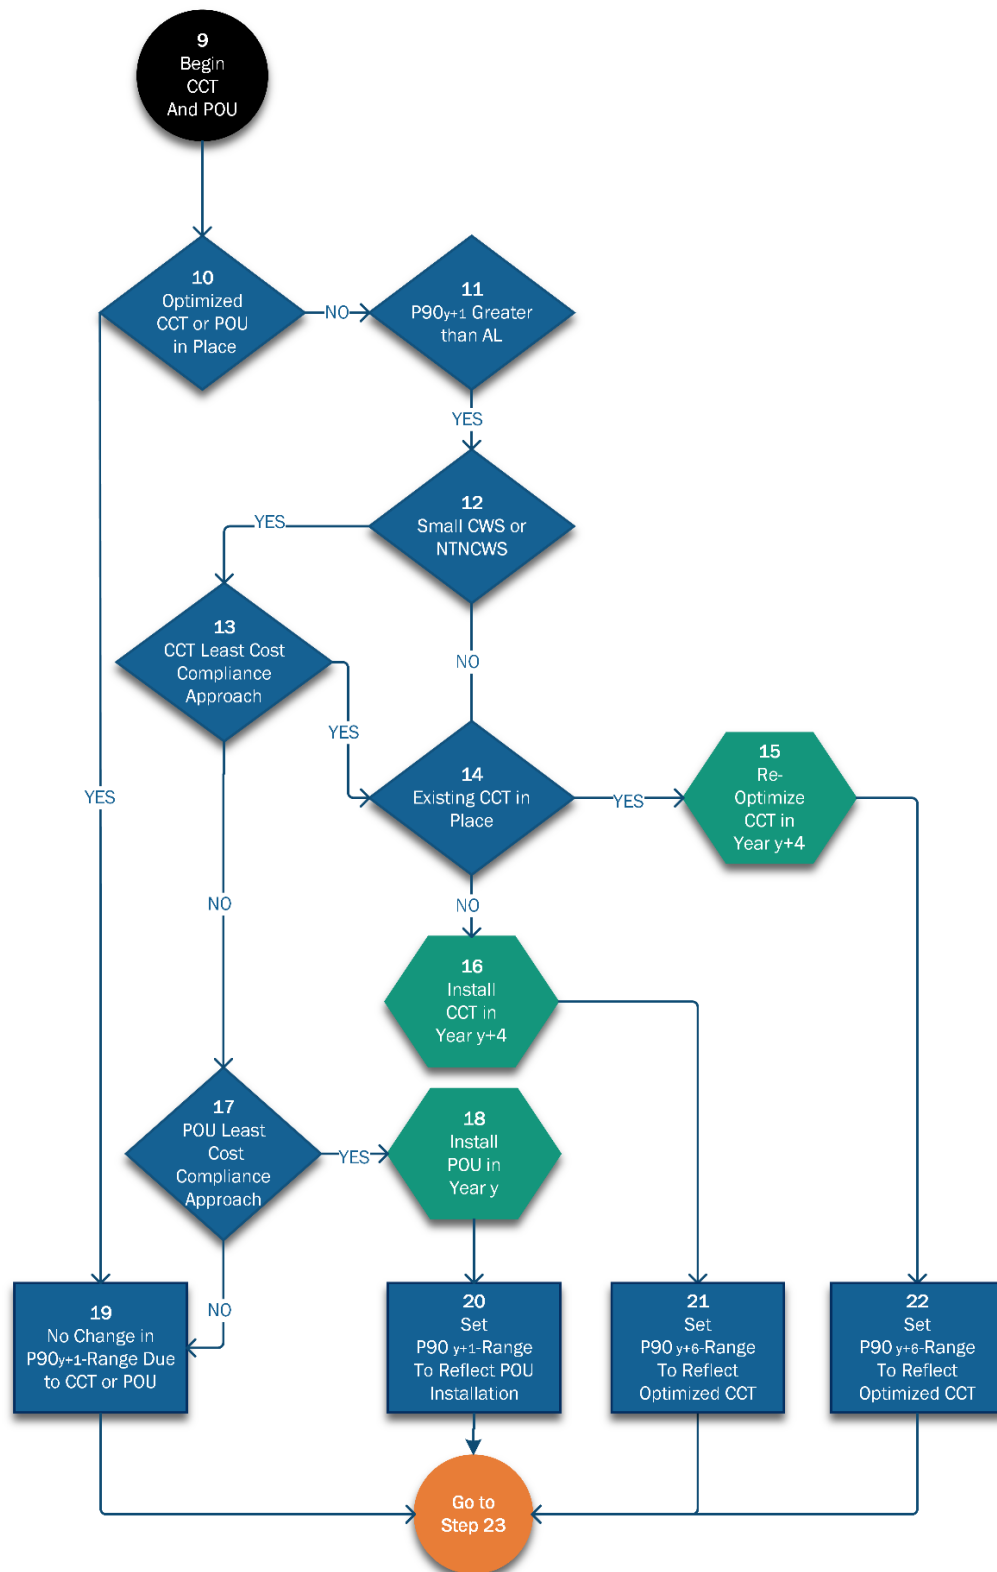 9
Begin
CCT
And POU
10
Optimized
CCT or POU
in Place
NO
11
P90y+1 Greater
than AL
YES
12
Small CWS or
NTNCWS
YES
13
CCT Least Cost
Compliance
Approach
NO
YES
14
Existing CCT in
Place
YES
15
Re-
Optimize
CCT in
Year y+4
YES
NO
NO
16
Install
CCT in
Year y+4
17
POU Least
Cost
Compliance
Approach
YES
18
Install
POU in
Year y
NO
19
No Change in
P90y+1-Range Due
to CCT or POU
20
Set
P90 y+1-Range
To Reflect POU
Installation
21
Set
P90 y+6-Range
To Reflect
Optimized CCT
22
Set
P90 y+6-Range
To Reflect
Optimized CCT
Go to
Step 23